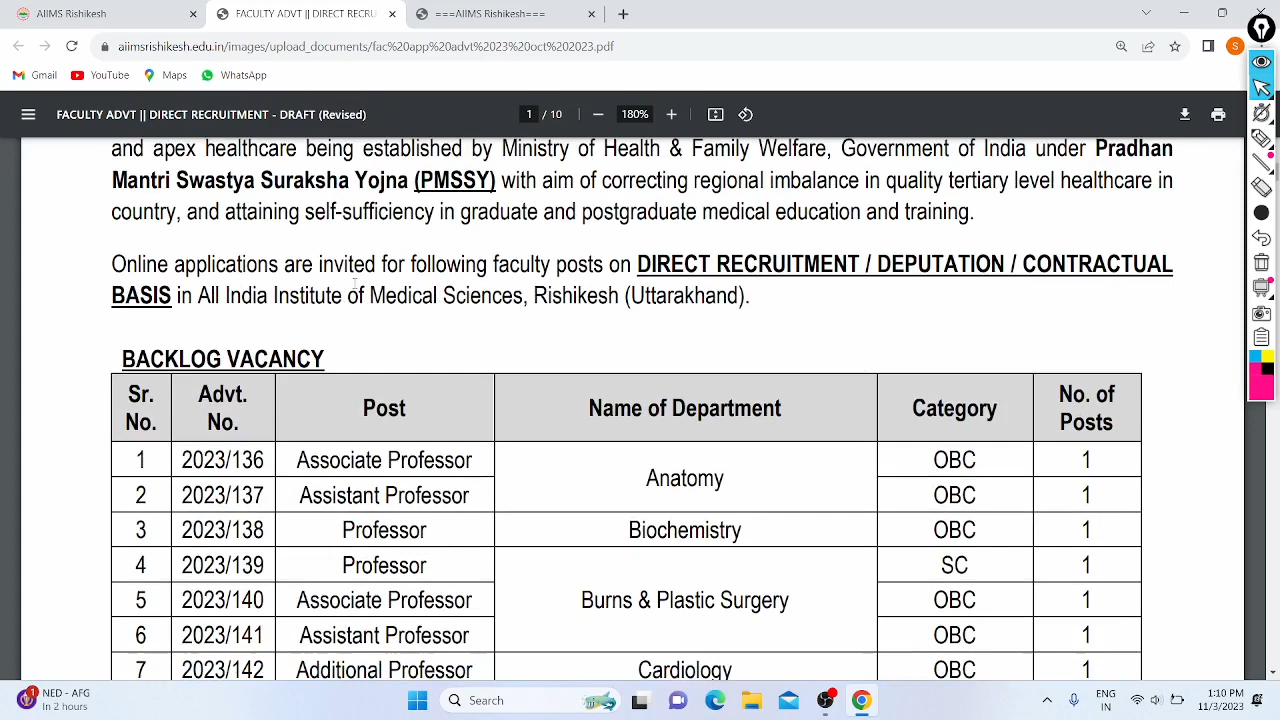 AIIMS Rishikesh
FACULTY ADVT || DIRECT RECRUI
===AIIMS Rishikesh===
aiimsrishikesh.edu.in/images/upload_documents/fac%20app%20advt%2023%20oct%202023.pdf
S
Gmail YouTube Maps WhatsApp
FACULTY ADVT || DIRECT RECRUITMENT - DRAFT (Revised) 1 / 10 180%
and apex healthcare being established by Ministry of Health & Family Welfare, Government of India under Pradhan
Mantri Swastya Suraksha Yojna (PMSSY) with aim of correcting regional imbalance in quality tertiary level healthcare in
country, and attaining self-sufficiency in graduate and postgraduate medical education and training.
Online applications are invited for following faculty posts on DIRECT RECRUITMENT / DEPUTATION / CONTRACTUAL
BASIS in All India Institute of Medical Sciences, Rishikesh (Uttarakhand).
BACKLOG VACANCY
Sr. No. Advt. No. Post Name of Department Category No. of Posts
1 2023/136 Associate Professor Anatomy OBC 1
2 2023/137 Assistant Professor OBC 1
3 2023/138 Professor Biochemistry OBC 1
4 2023/139 Professor Burns & Plastic Surgery SC 1
5 2023/140 Associate Professor OBC 1
6 2023/141 Assistant Professor OBC 1
7 2023/142 Additional Professor Cardiology OBC 1
1
NED - AFG
In 2 hours
Search
ENG
IN
1:10 PM
11/3/2023